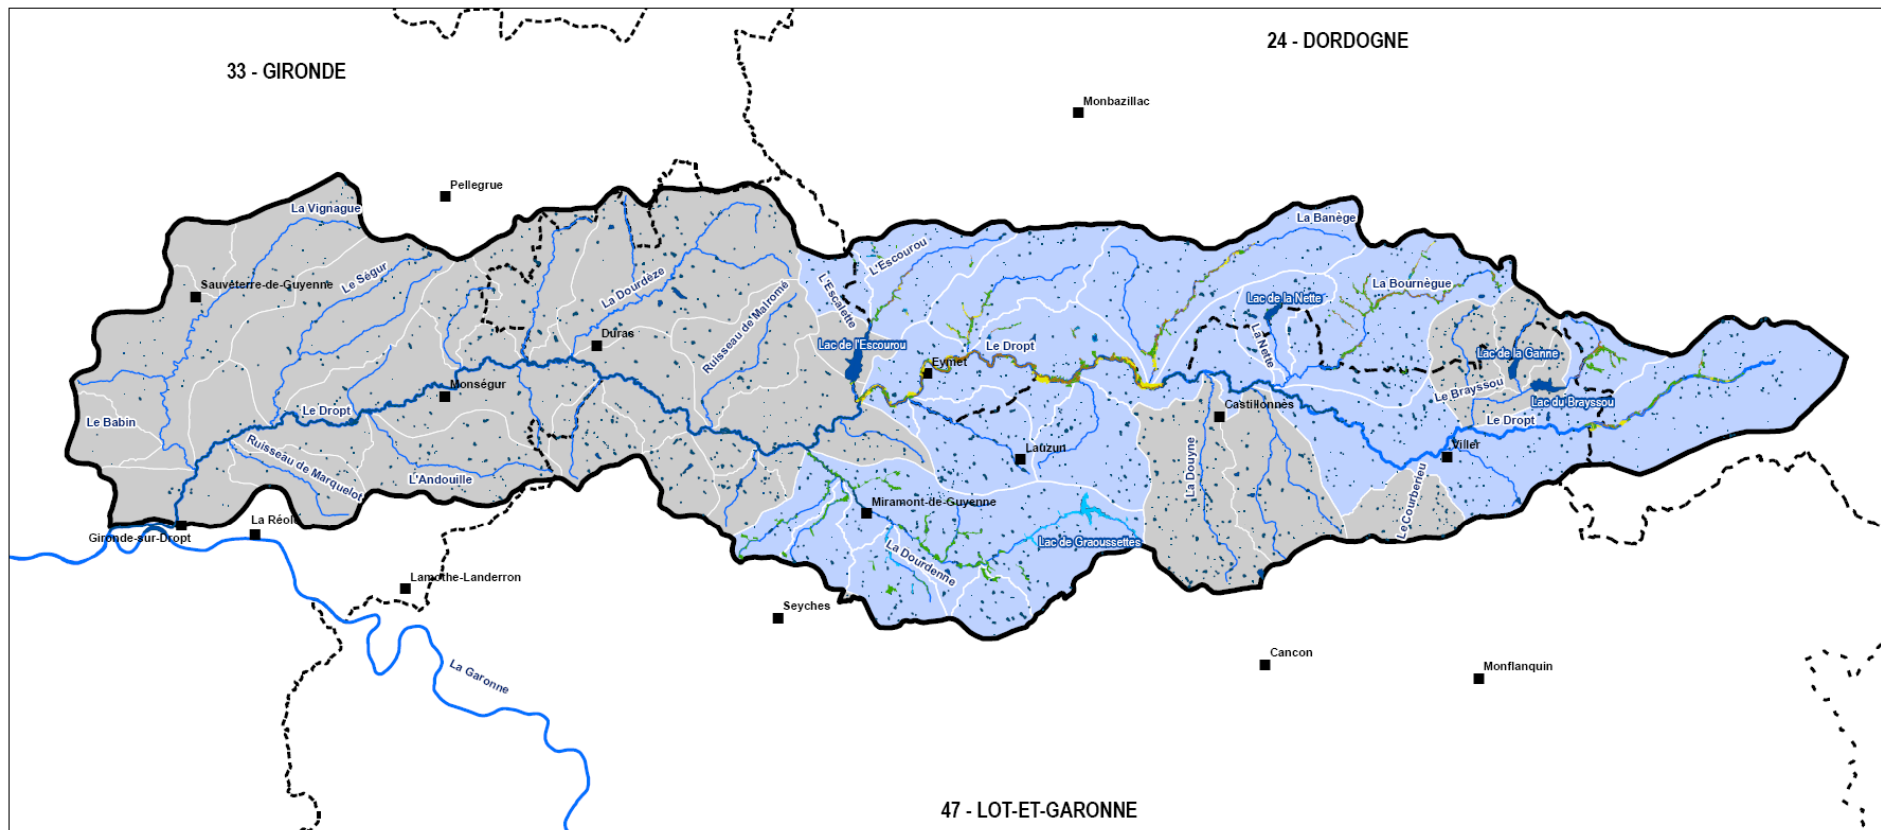 24 - DORDOGNE
33 - GIRONDE
Monbazillac
Pellegrue
La Vignague
La Banège
L'Escourou
Le Ségur
La Dourdèze
Sauveterre-de-Guyenne
La Bournègue
L'Escalette
Ruisseau de Malromé
Lac de la Nette
Duras
Lac de l'Escourou
Le Dropt
La Nette
Lac de la Ganne
Eymet
Monségur
Le Brayssou
Lac du Brayssou
Le Dropt
Castillonnès
Le Babin
Le Dropt
Viller
Lauzun
Ruisseau de Marquelot
L'Andouille
La Douyne
Le Courberieu
Miramont-de-Guyenne
La Réole
Gironde-sur-Dropt
Lac de Graoussettes
La Dourdenne
Lamothe-Landerron
Seyches
Cancon
Monflanquin
La Garonne
47 - LOT-ET-GARONNE